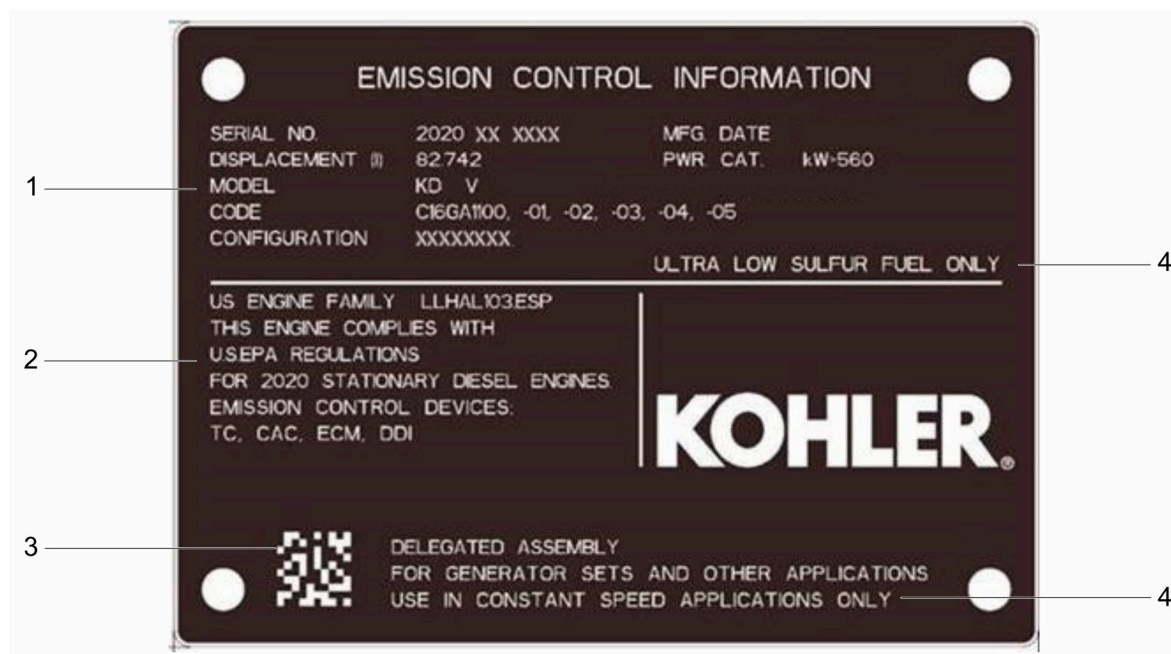 EMISSION CONTROL INFORMATION
SERIAL NO. 2020 XX XXXX MFG. DATE
DISPLACEMENT (l) 82.742 PWR. CAT. kW>560
1 MODEL KD V
CODE C16GA1100, -01, -02, -03, -04, -05
CONFIGURATION XXXXXXXX
ULTRA LOW SULFUR FUEL ONLY 4
US ENGINE FAMILY LLHAL103.ESP
THIS ENGINE COMPLIES WITH
2 U.S.EPA REGULATIONS
FOR 2020 STATIONARY DIESEL ENGINES.
EMISSION CONTROL DEVICES:
TC, CAC, ECM, DDI
KOHLER®
3 DELEGATED ASSEMBLY
FOR GENERATOR SETS AND OTHER APPLICATIONS
USE IN CONSTANT SPEED APPLICATIONS ONLY 4